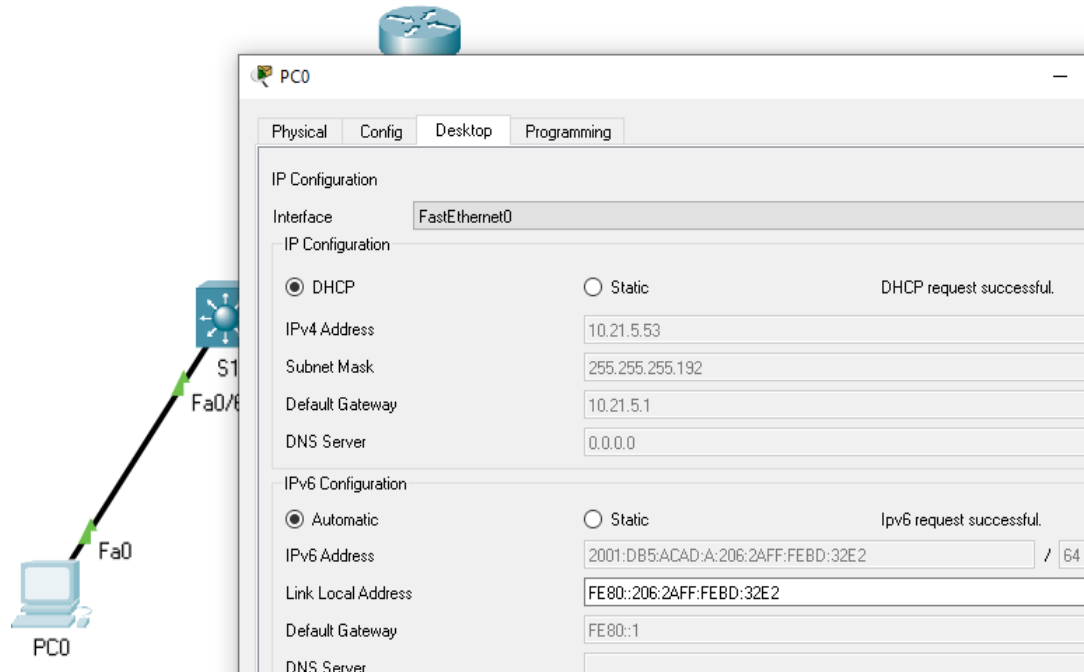 PC0
Physical Config Desktop Programming
IP Configuration
Interface FastEthernet0
IP Configuration
DHCP Static DHCP request successful.
IPv4 Address 10.21.5.53
Subnet Mask 255.255.255.192
Default Gateway 10.21.5.1
DNS Server 0.0.0.0
IPv6 Configuration
Automatic Static Ipv6 request successful.
IPv6 Address 2001:DB5:ACAD:A:206:2AFF:FEBD:32E2 / 64
Link Local Address FE80::206:2AFF:FEBD:32E2
Default Gateway FE80::1
DNS Server
S1
Fa0/6
Fa0
PC0